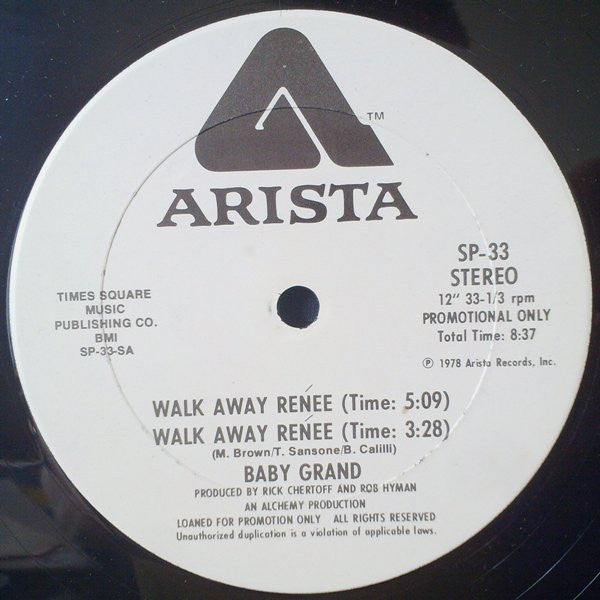 ™
ARISTA
SP-33
STEREO
12" 33-1/3 rpm
PROMOTIONAL ONLY
Total Time: 8:37
℗ 1978 Arista Records, Inc.
TIMES SQUARE
MUSIC
PUBLISHING CO.
BMI
SP-33-SA
WALK AWAY RENÉE (Time: 5:09)
WALK AWAY RENÉE (Time: 3:28)
(M. Brown/T. Sansone/B. Calilli)
BABY GRAND
PRODUCED BY RICK CHERTOFF AND ROB HYMAN
AN ALCHEMY PRODUCTION
LOANED FOR PROMOTION ONLY ALL RIGHTS RESERVED
Unauthorized duplication is a violation of applicable laws.